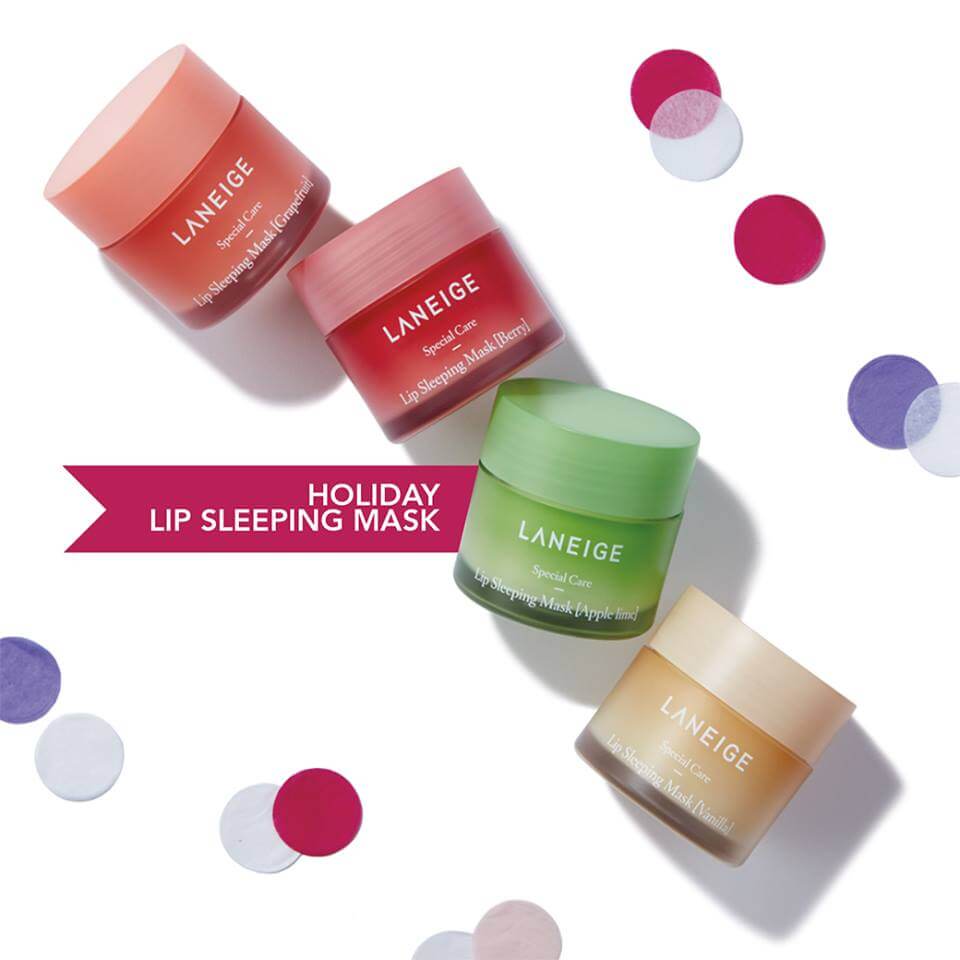 LANEIGE
Special Care
Lip Sleeping Mask [Grapefruit]
LANEIGE
Special Care
Lip Sleeping Mask [Berry]
HOLIDAY
LIP SLEEPING MASK
LANEIGE
Special Care
Lip Sleeping Mask [Apple lime]
LANEIGE
Special Care
Lip Sleeping Mask [Vanilla]